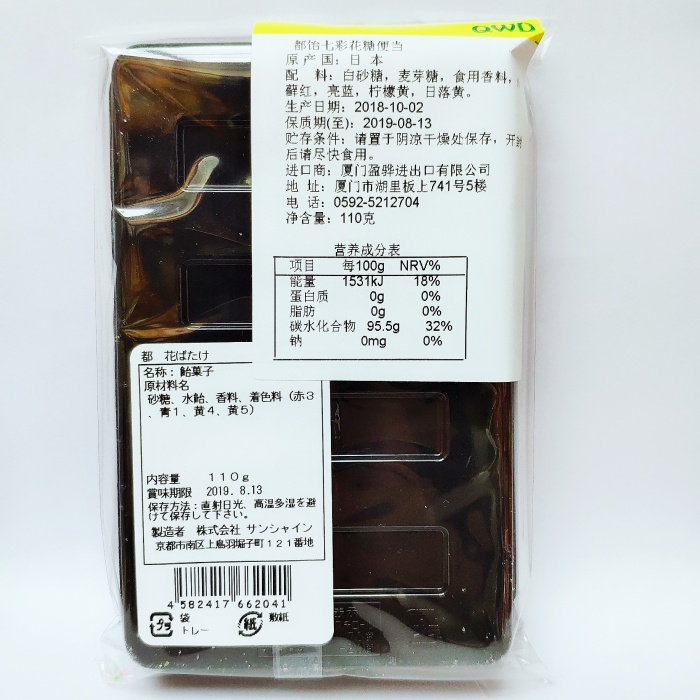 QWD
都饴七彩花糖便当
原 产 国：日 本
配　料：白砂糖，麦芽糖，食用香料，
藓红，亮蓝，柠檬黄，日落黄。
生产日期：2018-10-02
保质期(至)：2019-08-13
贮存条件：请置于阴凉干燥处保存，开封
后请尽快食用。
进口商：厦门盈骅进出口有限公司
地 址：厦门市湖里板上741号5楼
电 话：0592-5212704
净含量：110克
营养成分表
项目 每100g NRV%
能量 1531kJ 18%
蛋白质 0g 0%
脂肪 0g 0%
碳水化合物 95.5g 32%
钠 0mg 0%
都　花ばたけ
名称：飴菓子
原材料名
砂糖、水飴、香料、着色料（赤３
、青１、黄４、黄５）
内容量　１１０ｇ
賞味期限　2019.8.13
保存方法：直射日光、高温多湿を避
けて保存して下さい。
製造者　株式会社 サンシャイン
京都市南区上鳥羽堀子町１２１番地
4 582417 662041
プラ 袋 紙 敷紙
トレー